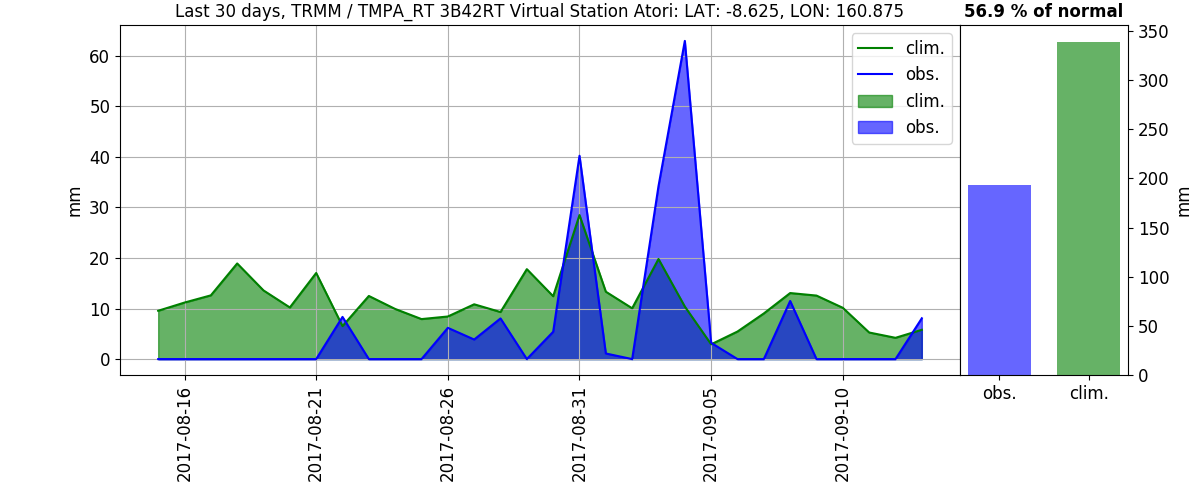 Last 30 days, TRMM / TMPA_RT 3B42RT Virtual Station Atori: LAT: -8.625, LON: 160.875
56.9 % of normal
clim.
obs.
clim.
obs.
60
50
40
30
20
10
0
mm
2017-08-16
2017-08-21
2017-08-26
2017-08-31
2017-09-05
2017-09-10
350
300
250
200
150
100
50
0
mm
obs.
clim.